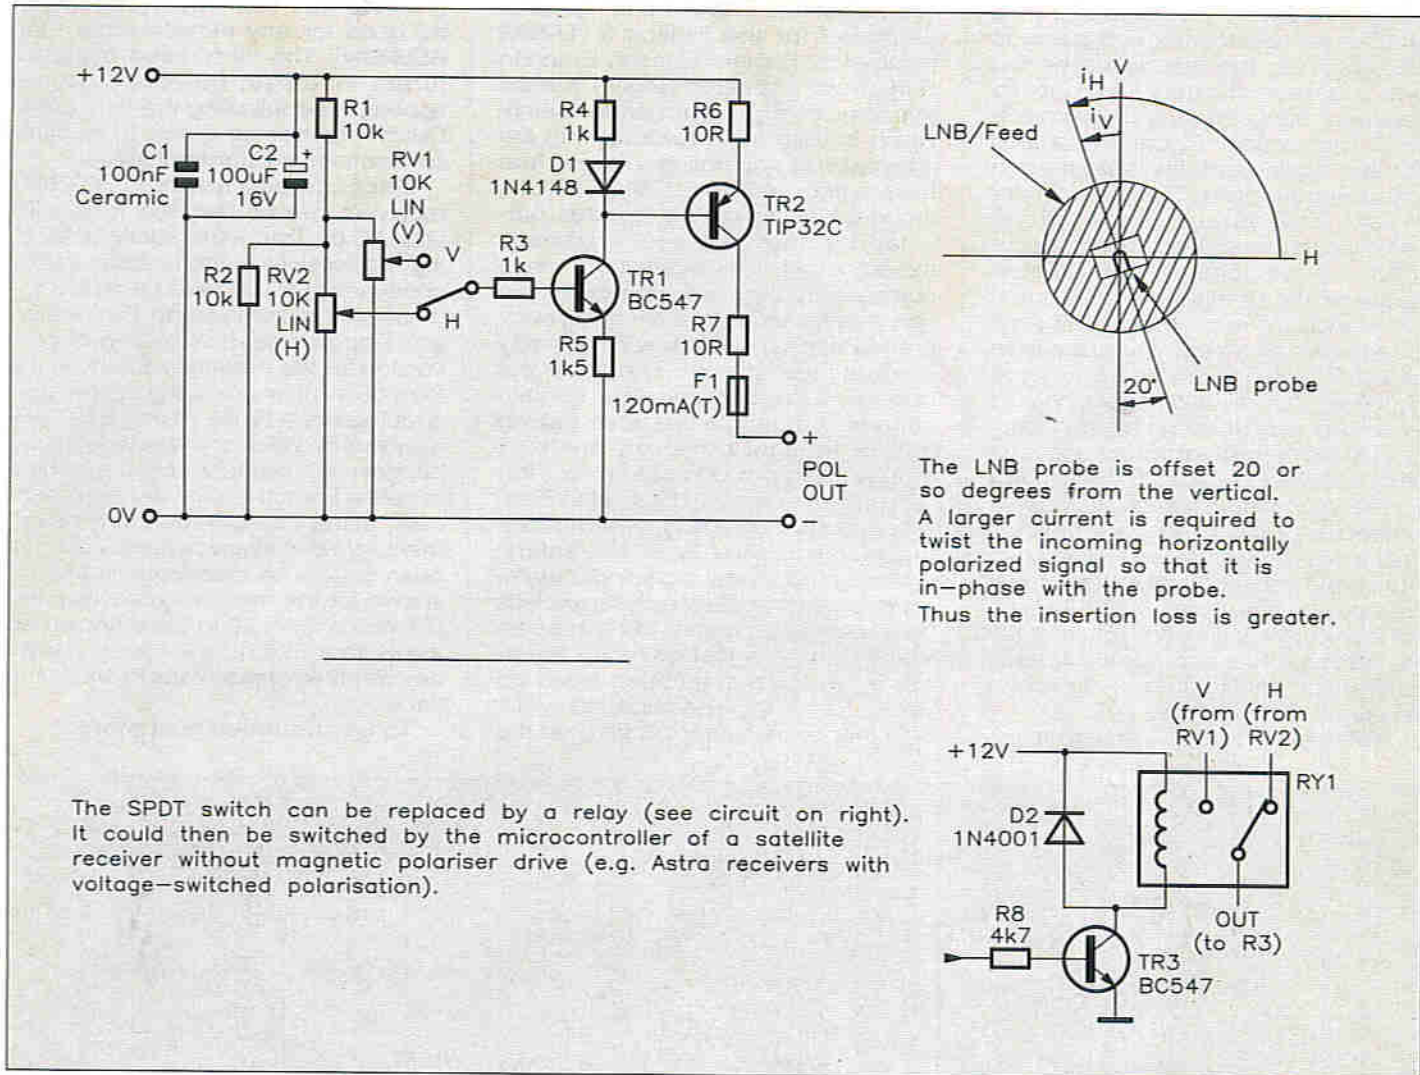 +12V
R1
10k
C1
100nF
Ceramic
C2
100uF
16V
+
RV1
10K
LIN
(V)
R2
10k
RV2
10K
LIN
(H)
V
H
R3
1k
R4
1k
D1
1N4148
TR1
BC547
R5
1k5
R6
10R
TR2
TIP32C
R7
10R
F1
120mA(T)
+
POL
OUT
−
0V
V
iH
iV
LNB/Feed
H
LNB probe
20°
The LNB probe is offset 20 or
so degrees from the vertical.
A larger current is required to
twist the incoming horizontally
polarized signal so that it is
in-phase with the probe.
Thus the insertion loss is greater.
The SPDT switch can be replaced by a relay (see circuit on right).
It could then be switched by the microcontroller of a satellite
receiver without magnetic polariser drive (e.g. Astra receivers with
voltage-switched polarisation).
V H
(from (from
RV1) RV2)
+12V
RY1
D2
1N4001
OUT
(to R3)
R8
4k7
TR3
BC547